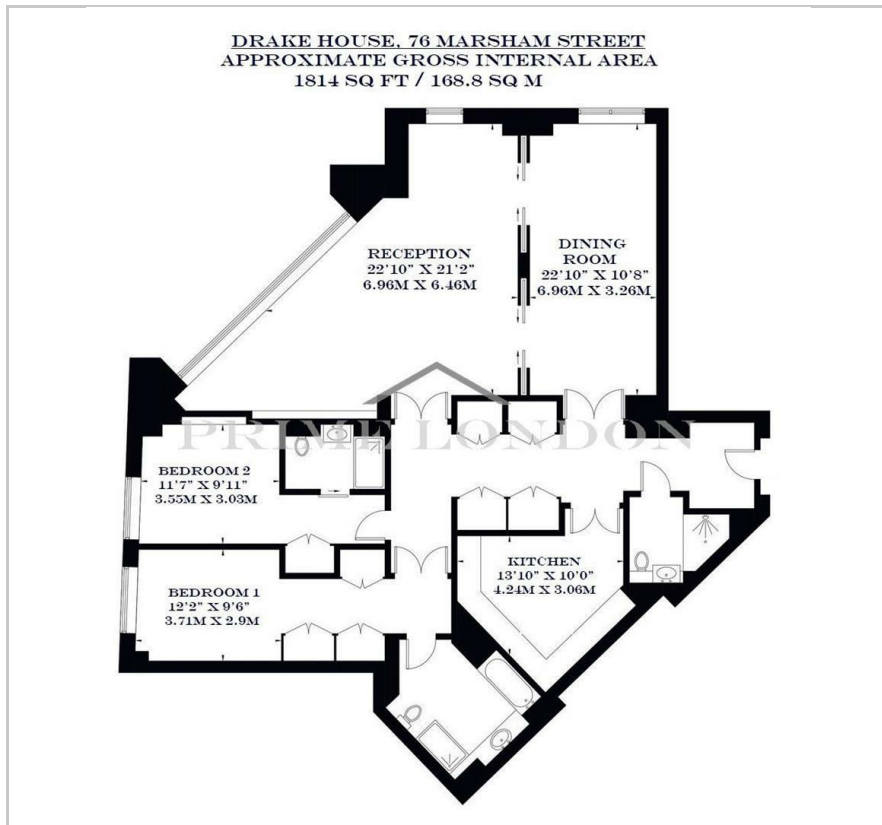 DRAKE HOUSE, 76 MARSHAM STREET
APPROXIMATE GROSS INTERNAL AREA
1814 SQ FT / 168.8 SQ M
RECEPTION
22'10" X 21'2"
6.96M X 6.46M
DINING
ROOM
22'10" X 10'8"
6.96M X 3.26M
PRIME LONDON
BEDROOM 2
11'7" X 9'11"
3.55M X 3.03M
KITCHEN
13'10" X 10'0"
4.24M X 3.06M
BEDROOM 1
12'2" X 9'6"
3.71M X 2.9M